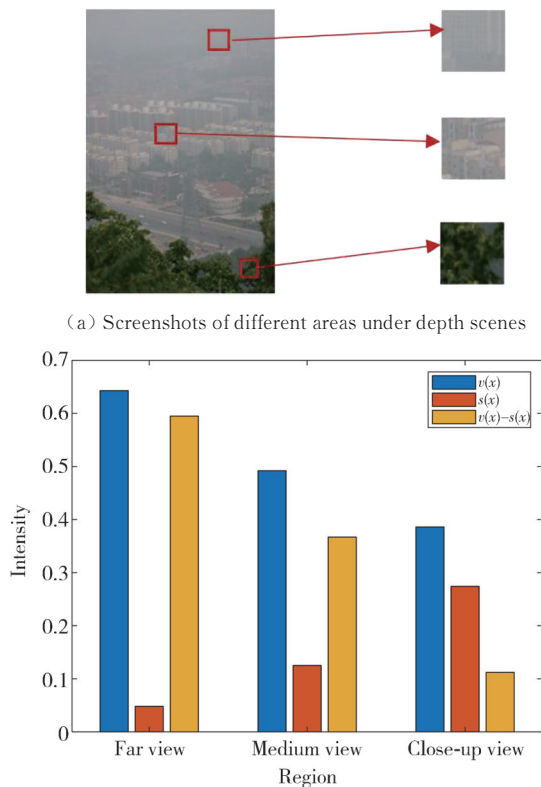 （a）Screenshots of different areas under depth scenes
0.7
0.6
0.5
0.4
0.3
0.2
0.1
0
Intensity
v(x)
s(x)
v(x)−s(x)
Far view
Medium view
Close-up view
Region